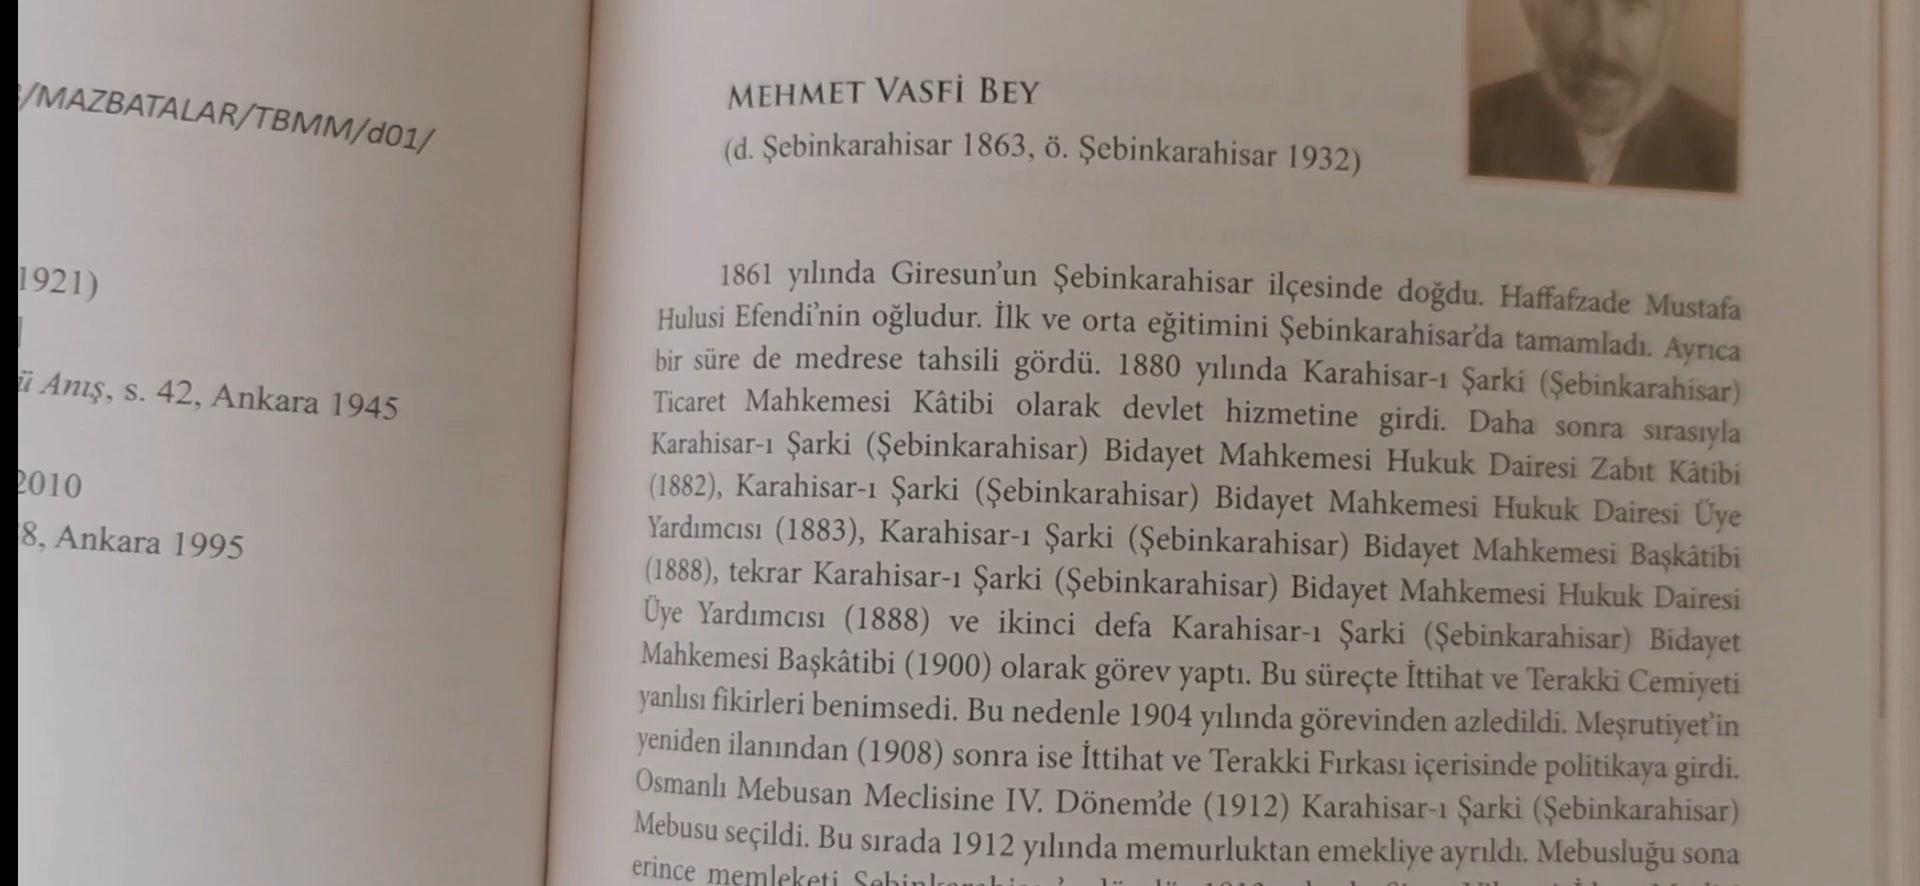 /MAZBATALAR/TBMM/d01/
1921)
ü Anış, s. 42, Ankara 1945
2010
8, Ankara 1995
MEHMET VASFİ BEY
(d. Şebinkarahisar 1863, ö. Şebinkarahisar 1932)
1861 yılında Giresun’un Şebinkarahisar ilçesinde doğdu. Haffafzade Mustafa
Hulusi Efendi’nin oğludur. İlk ve orta eğitimini Şebinkarahisar’da tamamladı. Ayrıca
bir süre de medrese tahsili gördü. 1880 yılında Karahisar-ı Şarki (Şebinkarahisar)
Ticaret Mahkemesi Kâtibi olarak devlet hizmetine girdi. Daha sonra sırasıyla
Karahisar-ı Şarki (Şebinkarahisar) Bidayet Mahkemesi Hukuk Dairesi Zabıt Kâtibi
(1882), Karahisar-ı Şarki (Şebinkarahisar) Bidayet Mahkemesi Hukuk Dairesi Üye
Yardımcısı (1883), Karahisar-ı Şarki (Şebinkarahisar) Bidayet Mahkemesi Başkâtibi
(1888), tekrar Karahisar-ı Şarki (Şebinkarahisar) Bidayet Mahkemesi Hukuk Dairesi
Üye Yardımcısı (1888) ve ikinci defa Karahisar-ı Şarki (Şebinkarahisar) Bidayet
Mahkemesi Başkâtibi (1900) olarak görev yaptı. Bu süreçte İttihat ve Terakki Cemiyeti
yanlısı fikirleri benimsedi. Bu nedenle 1904 yılında görevinden azledildi. Meşrutiyet’in
yeniden ilanından (1908) sonra ise İttihat ve Terakki Fırkası içerisinde politikaya girdi.
Osmanlı Mebusan Meclisine IV. Dönem’de (1912) Karahisar-ı Şarki (Şebinkarahisar)
Mebusu seçildi. Bu sırada 1912 yılında memurluktan emekliye ayrıldı. Mebusluğu sona
erince memleketi